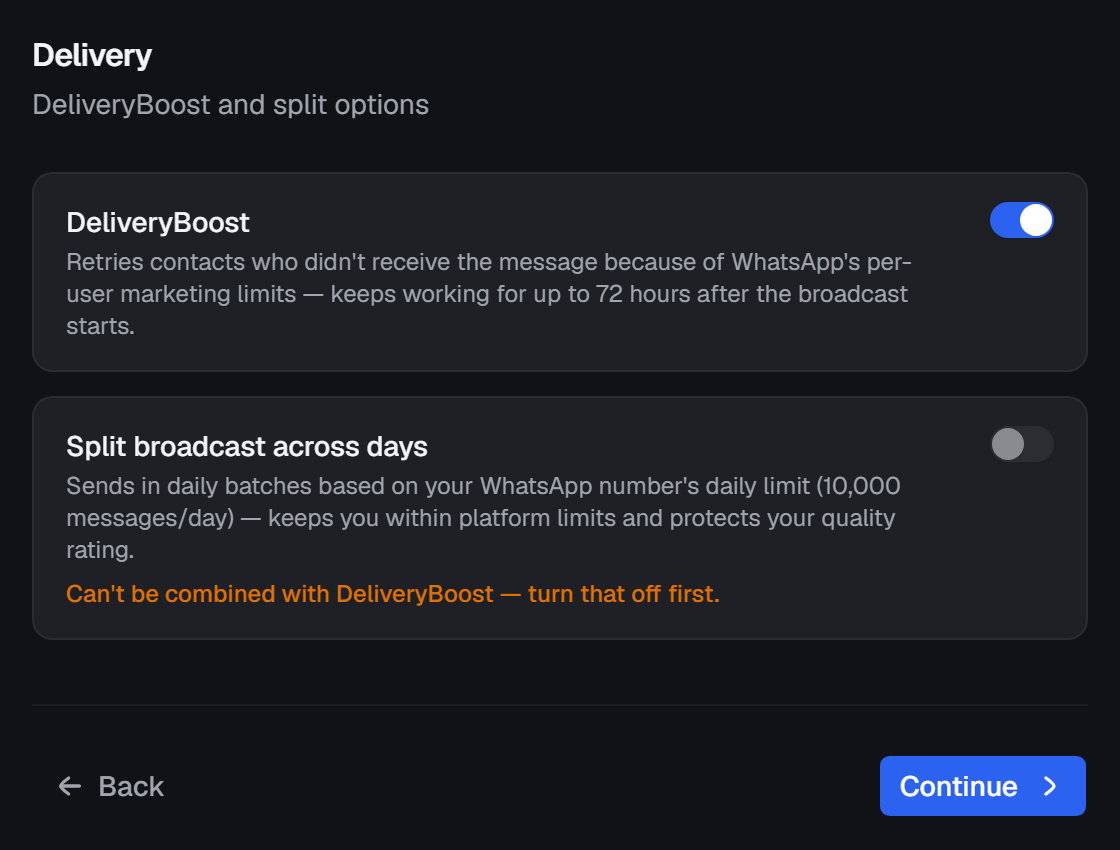 Delivery
DeliveryBoost and split options
DeliveryBoost
Retries contacts who didn't receive the message because of WhatsApp's per-
user marketing limits — keeps working for up to 72 hours after the broadcast
starts.
Split broadcast across days
Sends in daily batches based on your WhatsApp number's daily limit (10,000
messages/day) — keeps you within platform limits and protects your quality
rating.
Can't be combined with DeliveryBoost — turn that off first.
Back
Continue